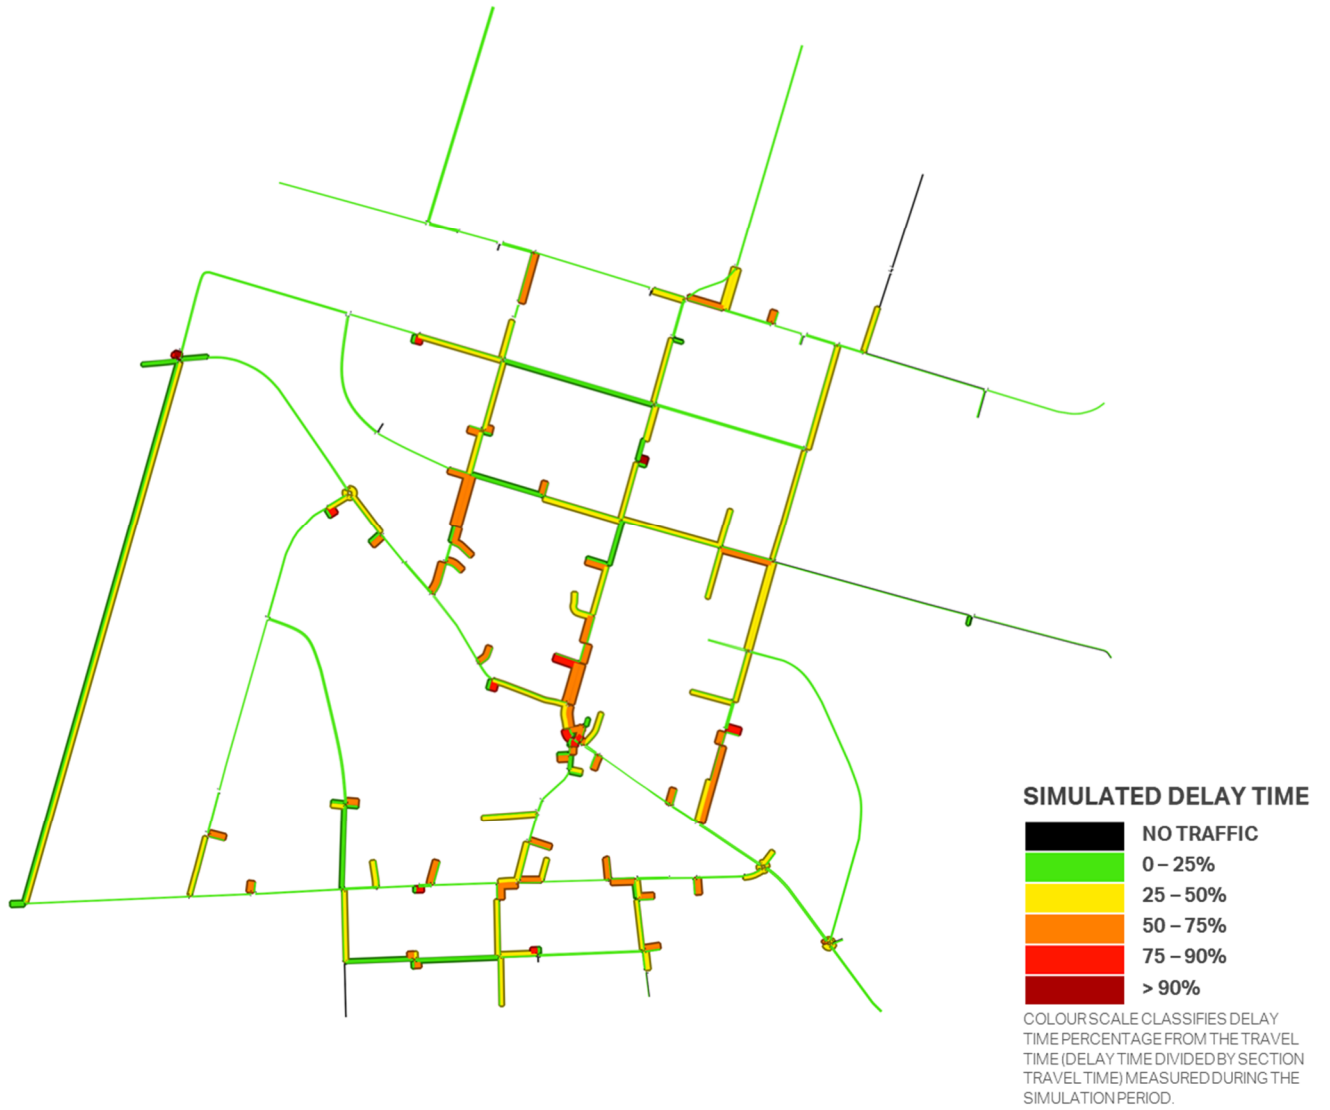 SIMULATED DELAY TIME
NO TRAFFIC
0 – 25%
25 – 50%
50 – 75%
75 – 90%
> 90%
COLOUR SCALE CLASSIFIES DELAY
TIME PERCENTAGE FROM THE TRAVEL
TIME (DELAY TIME DIVIDED BY SECTION
TRAVEL TIME) MEASURED DURING THE
SIMULATION PERIOD.